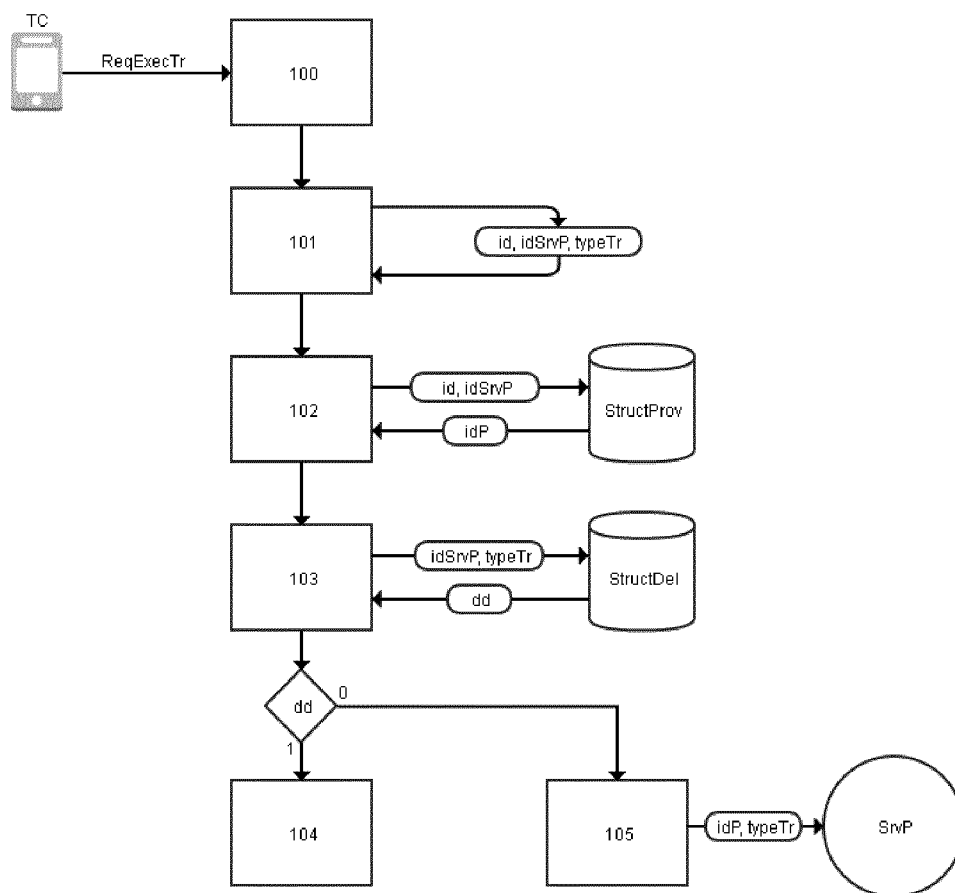 TC
ReqExecTr
100
101
id, idSrvP, typeTr
102
id, idSrvP
idP
StructProv
103
idSrvP, typeTr
dd
StructDel
dd
0
1
104
105
idP, typeTr
SrvP